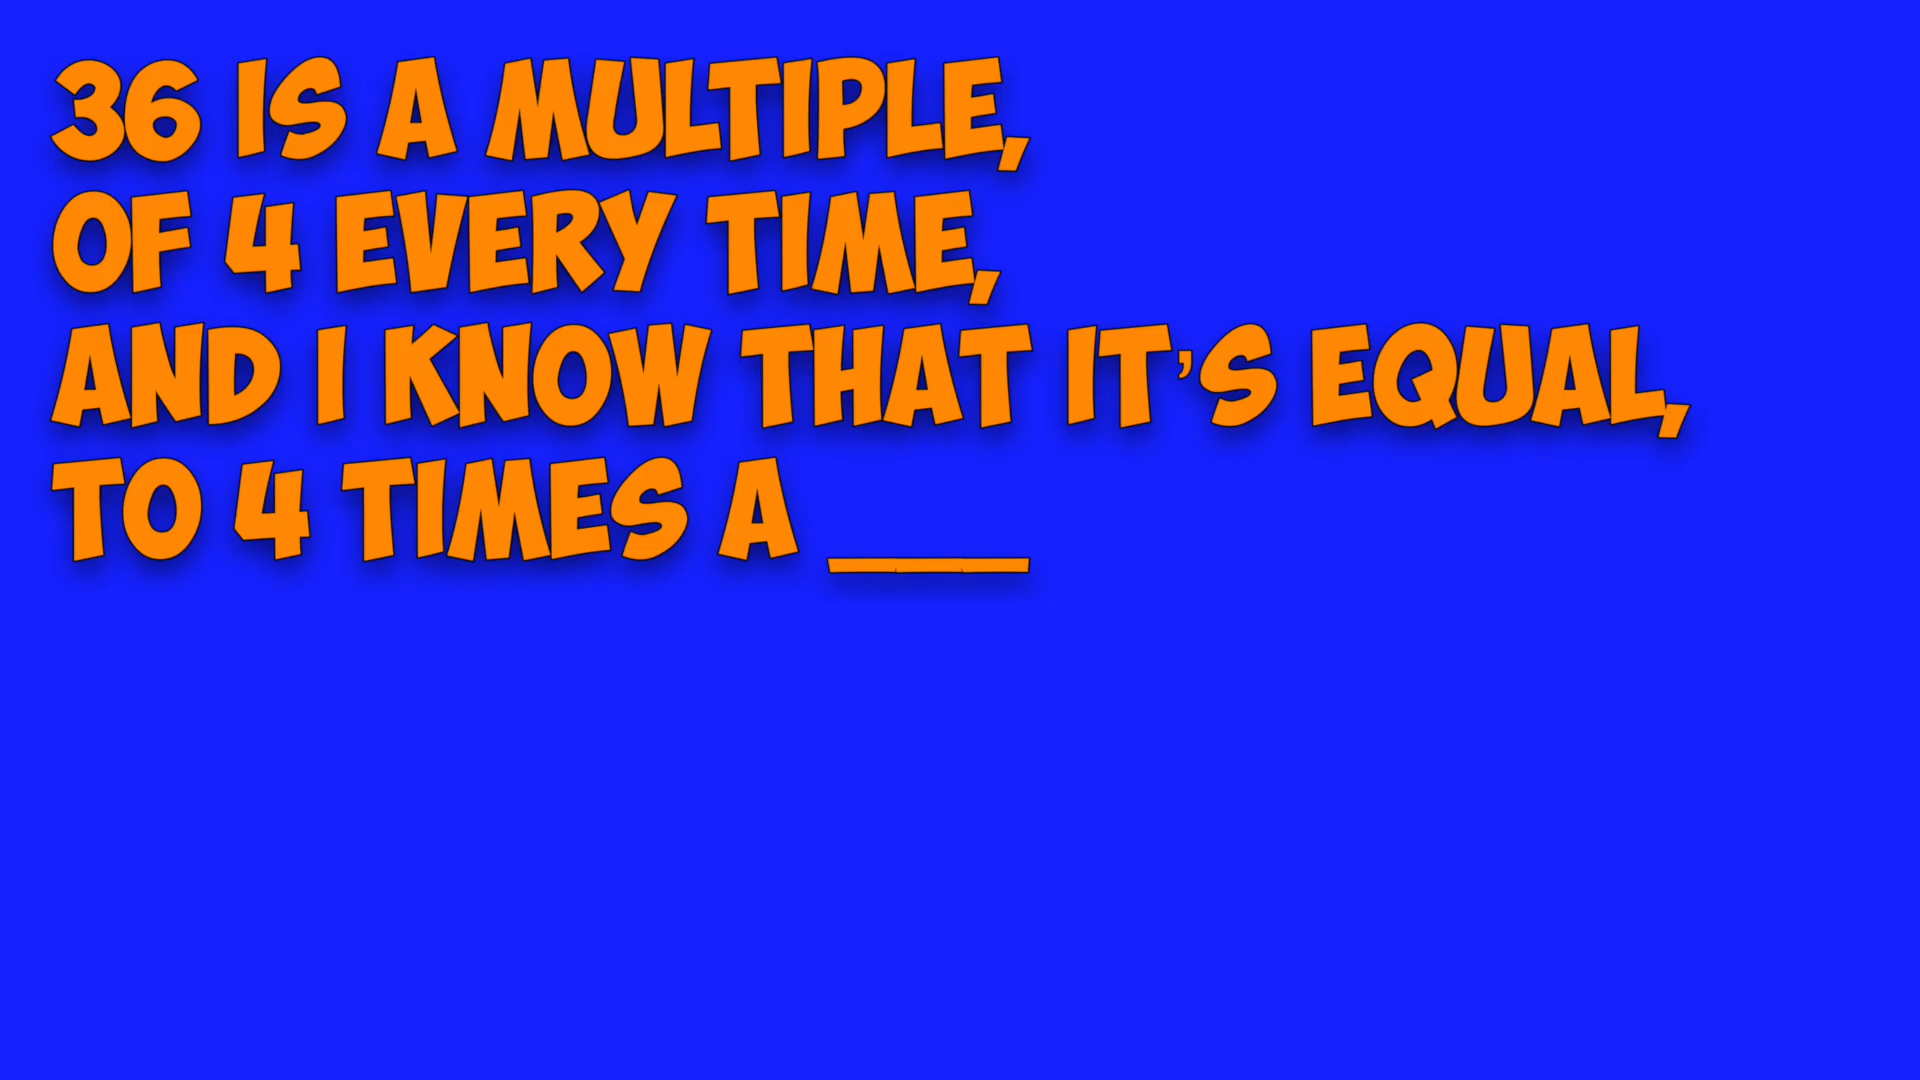 36 IS A MULTIPLE,
OF 4 EVERY TIME,
AND I KNOW THAT IT'S EQUAL,
TO 4 TIMES A ___